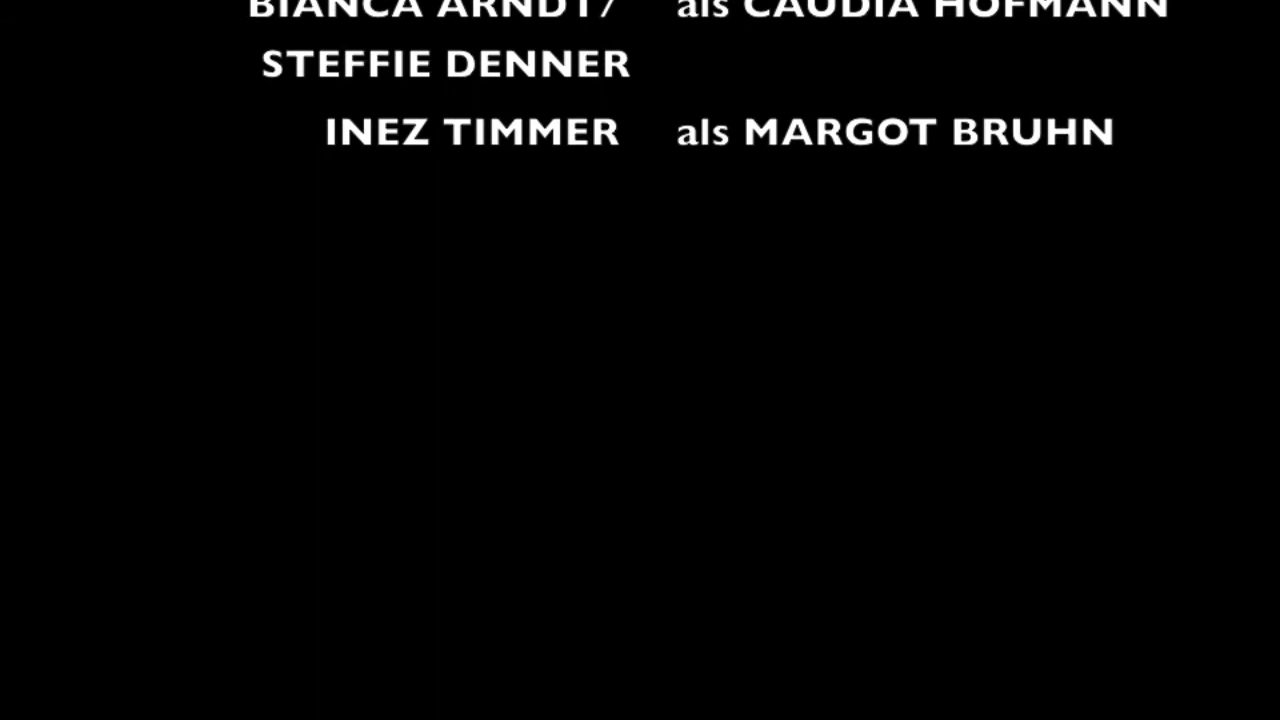 BIANCA ARNDT/ als CAUDIA HOFMANN
STEFFIE DENNER
INEZ TIMMER als MARGOT BRUHN